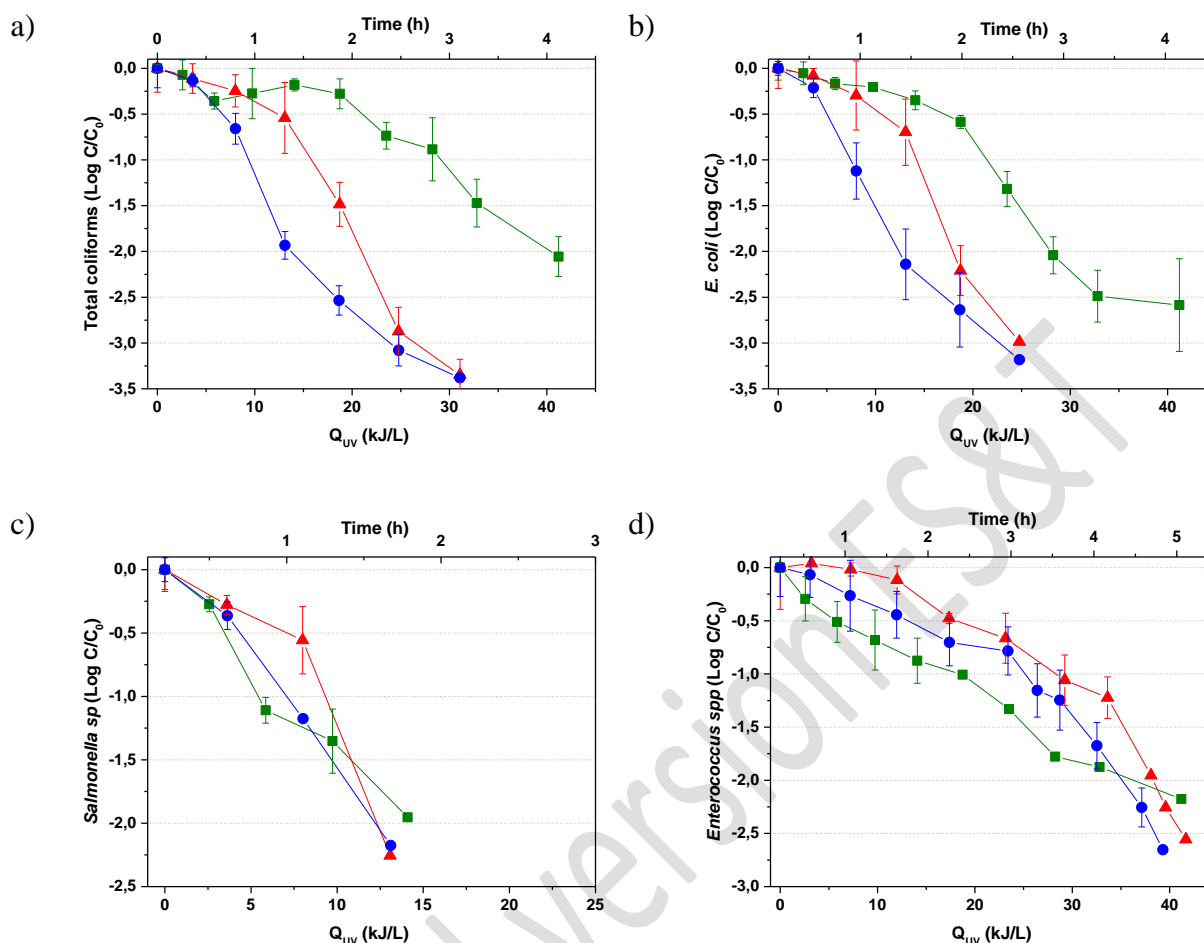 a)
Time (h)
0 1 2 3 4
0,0
-0,5
-1,0
-1,5
-2,0
-2,5
-3,0
-3,5
Total coliforms (Log C/C0)
0 10 20 30 40
QUV (kJ/L)
b)
Time (h)
1 2 3 4
0,0
-0,5
-1,0
-1,5
-2,0
-2,5
-3,0
-3,5
E. coli (Log C/C0)
0 10 20 30 40
QUV (kJ/L)
c)
Time (h)
1 2 3
0,0
-0,5
-1,0
-1,5
-2,0
-2,5
Salmonella sp (Log C/C0)
0 5 10 15 20 25
QUV (kJ/L)
d)
Time (h)
1 2 3 4 5
0,0
-0,5
-1,0
-1,5
-2,0
-2,5
-3,0
Enterococcus spp (Log C/C0)
0 10 20 30 40
QUV (kJ/L)
version ES&T